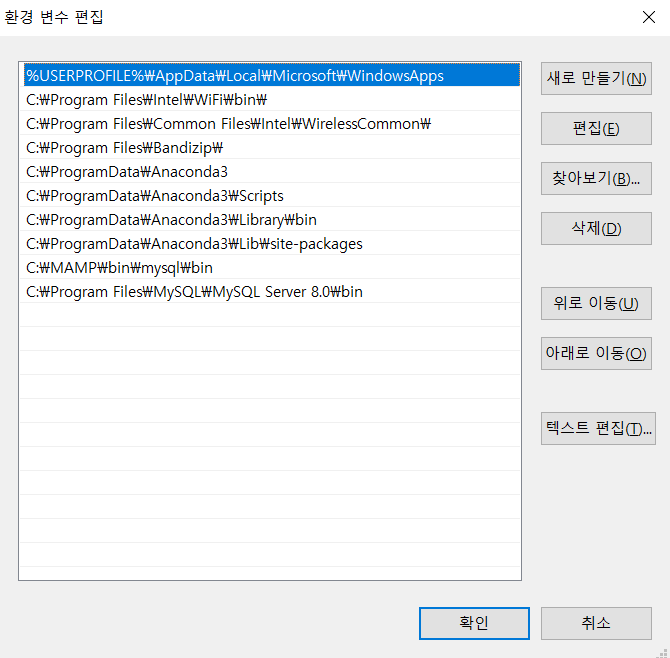 환경 변수 편집
%USERPROFILE%₩AppData₩Local₩Microsoft₩WindowsApps
C:₩Program Files₩Intel₩WiFi₩bin₩
C:₩Program Files₩Common Files₩Intel₩WirelessCommon₩
C:₩Program Files₩Bandizip₩
C:₩ProgramData₩Anaconda3
C:₩ProgramData₩Anaconda3₩Scripts
C:₩ProgramData₩Anaconda3₩Library₩bin
C:₩ProgramData₩Anaconda3₩Lib₩site-packages
C:₩MAMP₩bin₩mysql₩bin
C:₩Program Files₩MySQL₩MySQL Server 8.0₩bin
새로 만들기(N)
편집(E)
찾아보기(B)...
삭제(D)
위로 이동(U)
아래로 이동(O)
텍스트 편집(T)...
확인
취소